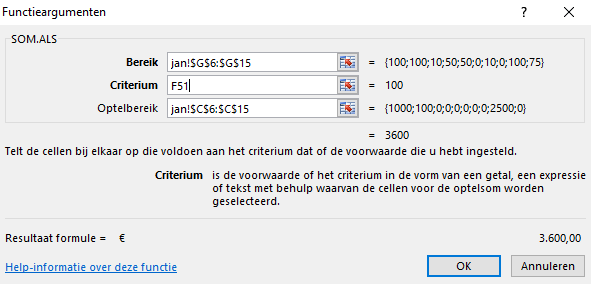 Functieargumenten ? ×
SOM.ALS
Bereik jan!$G$6:$G$15 = {100;100;10;50;50;0;10;0;100;75}
Criterium F51 = 100
Optelbereik jan!$C$6:$C$15 = {1000;100;0;0;0;0;0;0;2500;0}
= 3600
Telt de cellen bij elkaar op die voldoen aan het criterium dat of de voorwaarde die u hebt ingesteld.
Criterium is de voorwaarde of het criterium in de vorm van een getal, een expressie
of tekst met behulp waarvan de cellen voor de optelsom worden
geselecteerd.
Resultaat formule = € 3.600,00
Help-informatie over deze functie OK Annuleren